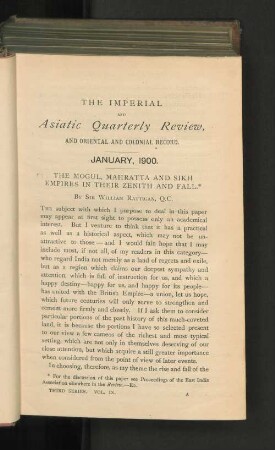 THE IMPERIAL
AND
Asiatic Quarterly Review,
AND ORIENTAL AND COLONIAL RECORD.
JANUARY, 1900.
THE MOGUL, MAHRATTA AND SIKH
EMPIRES IN THEIR ZENITH AND FALL.*
BY SIR WILLIAM RATTIGAN, Q.C.
THE subject with which I purpose to deal in this paper
may appear at first sight to possess only an academical
interest. But I venture to think that it has a practical
as well as a historical aspect, which may not be un-
attractive to those—and I would fain hope that I may
include most, if not all, of my readers in this category—
who regard India not merely as a land of regrets and exile,
but as a region which claims our deepest sympathy and
attention, which is full of instruction for us, and which a
happy destiny—happy for us, and happy for its people—
has united with the British Empire—a union, let us hope,
which future centuries will only serve to strengthen and
cement more firmly and closely. If I ask them to consider
particular portions of the past history of this much-coveted
land, it is because the portions I have selected present
to our view a few cameos of the richest and most typical
setting, which are not only in themselves deserving of our
close attention, but which acquire a still greater importance
when considered from the point of view of later events.
So choosing, therefore, as my theme the rise and fall of the
* For the discussion of this paper see Proceedings of the East India
Association elsewhere in the Review.—ED.
THIRD SERIES. VOL. IX. A